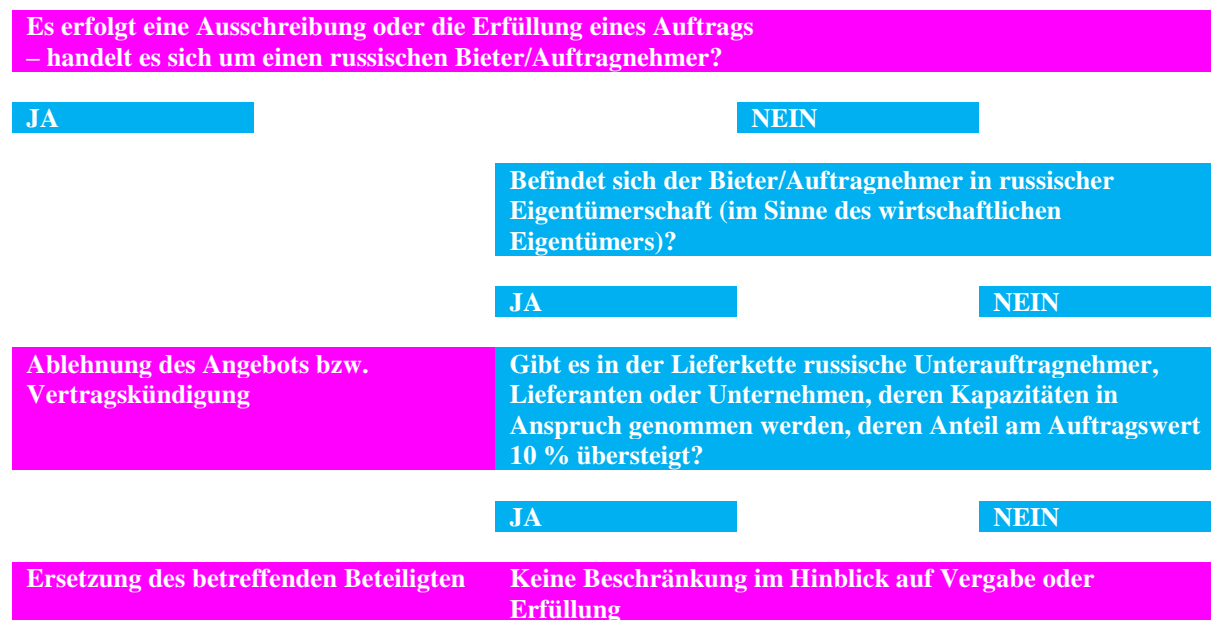 Es erfolgt eine Ausschreibung oder die Erfüllung eines Auftrags
– handelt es sich um einen russischen Bieter/Auftragnehmer?
JA
NEIN
Befindet sich der Bieter/Auftragnehmer in russischer
Eigentümerschaft (im Sinne des wirtschaftlichen
Eigentümers)?
JA
NEIN
Ablehnung des Angebots bzw.
Vertragskündigung
Gibt es in der Lieferkette russische Unterauftragnehmer,
Lieferanten oder Unternehmen, deren Kapazitäten in
Anspruch genommen werden, deren Anteil am Auftragswert
10 % übersteigt?
JA
NEIN
Ersetzung des betreffenden Beteiligten
Keine Beschränkung im Hinblick auf Vergabe oder
Erfüllung